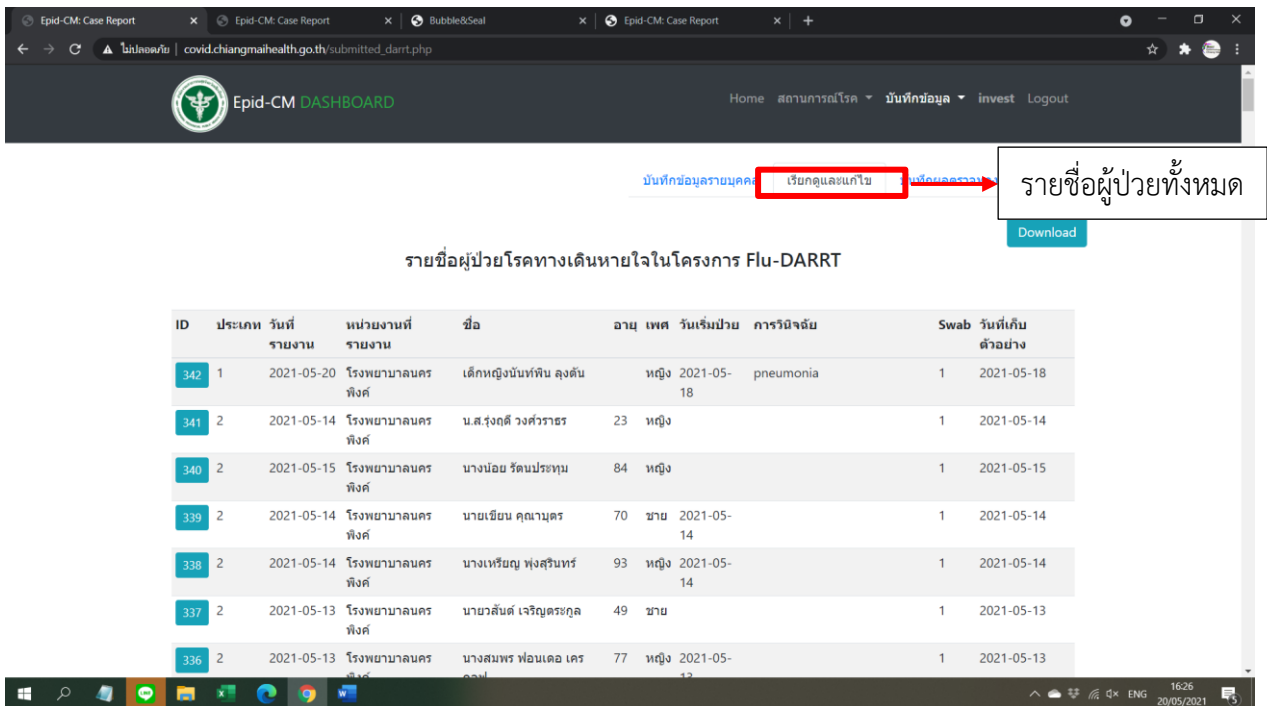 Epid-CM: Case Report
Epid-CM: Case Report
Bubble&Seal
Epid-CM: Case Report
ไม่ปลอดภัย | covid.chiangmaihealth.go.th/submitted_darrt.php
Epid-CM DASHBOARD
Home สถานการณ์โรค บันทึกข้อมูล invest Logout
บันทึกข้อมูลรายบุคคล เรียกดูและแก้ไข
รายชื่อผู้ป่วยทั้งหมด
Download
รายชื่อผู้ป่วยโรคทางเดินหายใจในโครงการ Flu-DARRT
ID ประเภท วันที่ หน่วยงานที่ ชื่อ อายุ เพศ วันเริ่มป่วย การวินิจฉัย Swab วันที่เก็บ
รายงาน รายงาน ตัวอย่าง
342 1 2021-05-20 โรงพยาบาลนคร เด็กหญิงนันท์พิน ลุงต้น หญิง 2021-05- pneumonia 1 2021-05-18
พิงค์ 18
341 2 2021-05-14 โรงพยาบาลนคร น.ส.รุ่งฤดี วงศ์วราธร 23 หญิง 1 2021-05-14
พิงค์
340 2 2021-05-15 โรงพยาบาลนคร นางน้อย รัตนประทุม 84 หญิง 1 2021-05-15
พิงค์
339 2 2021-05-14 โรงพยาบาลนคร นายเขียน คุณาบุตร 70 ชาย 2021-05- 1 2021-05-14
พิงค์ 14
338 2 2021-05-14 โรงพยาบาลนคร นางเหรียญ พุ่งสุรินทร์ 93 หญิง 2021-05- 1 2021-05-14
พิงค์ 14
337 2 2021-05-13 โรงพยาบาลนคร นายวสันต์ เจริญตระกูล 49 ชาย 1 2021-05-13
พิงค์
336 2 2021-05-13 โรงพยาบาลนคร นางสมพร ฟอนเดอ เคร 77 หญิง 2021-05- 1 2021-05-13
ENG
16:26
20/05/2021